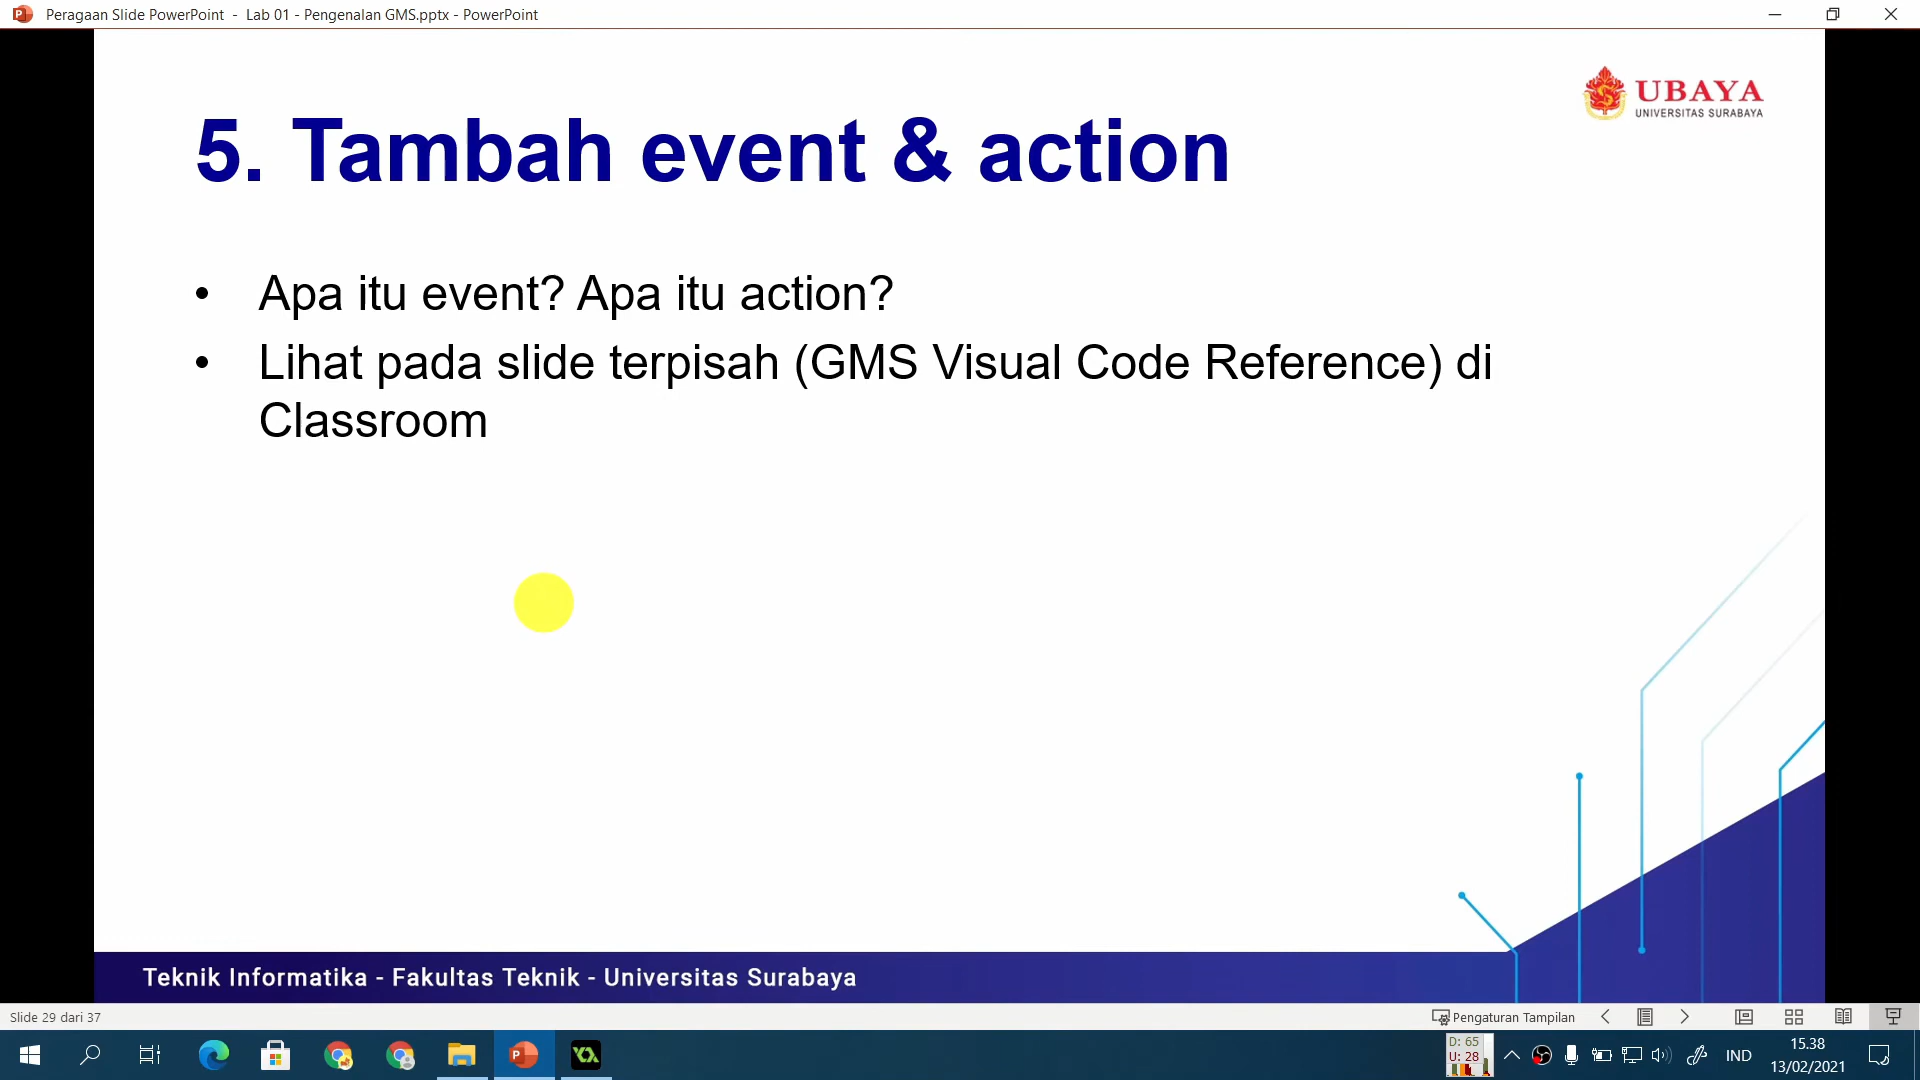 Peragaan Slide PowerPoint - Lab 01 - Pengenalan GMS.pptx - PowerPoint
UBAYA
UNIVERSITAS SURABAYA
5. Tambah event & action
• Apa itu event? Apa itu action?
• Lihat pada slide terpisah (GMS Visual Code Reference) di
Classroom
Teknik Informatika - Fakultas Teknik - Universitas Surabaya
Slide 29 dari 37
Pengaturan Tampilan
D: 65
U: 28
IND
15.38
13/02/2021